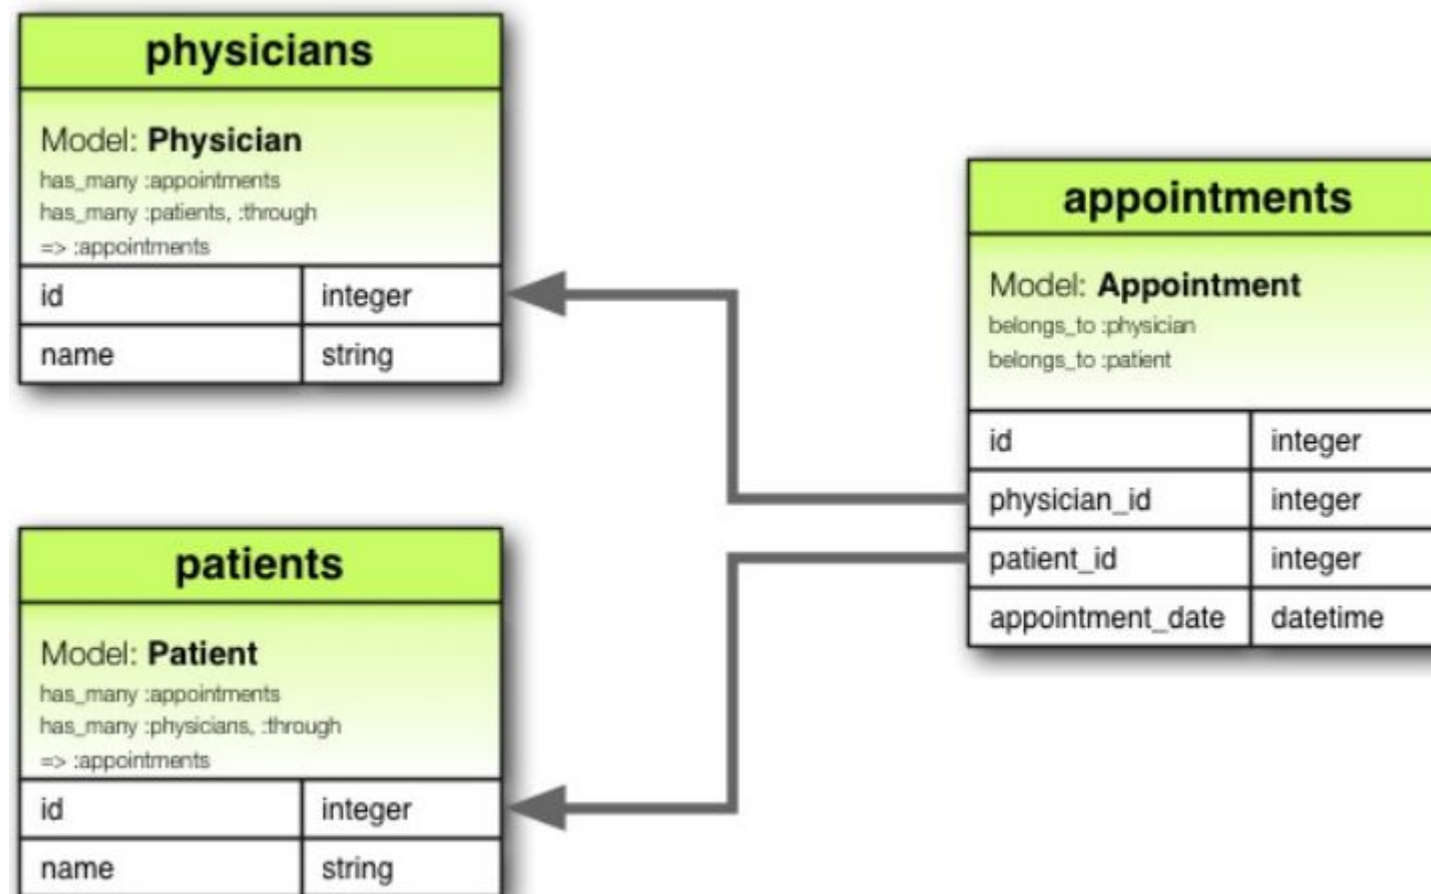 physicians
Model: Physician
has_many :appointments
has_many :patients, :through
=> :appointments
id integer
name string
patients
Model: Patient
has_many :appointments
has_many :physicians, :through
=> :appointments
id integer
name string
appointments
Model: Appointment
belongs_to :physician
belongs_to :patient
id integer
physician_id integer
patient_id integer
appointment_date datetime